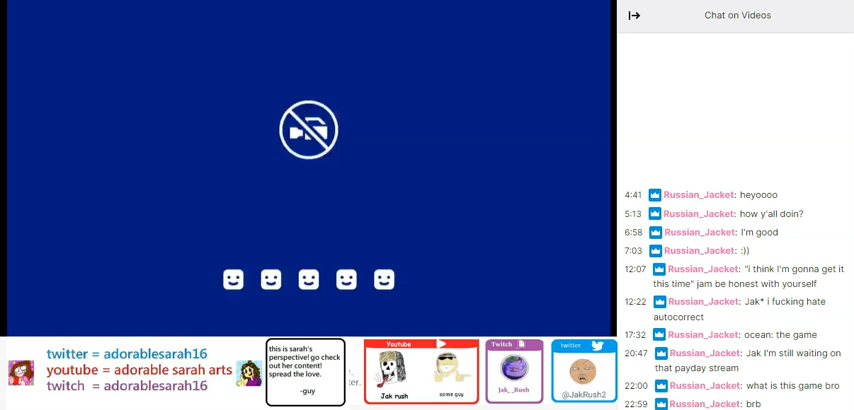 Chat on Videos
4:41 Russian_Jacket: heyoooo
5:13 Russian_Jacket: how y'all doin?
6:58 Russian_Jacket: I'm good
7:03 Russian_Jacket: :))
12:07 Russian_Jacket: "i think I'm gonna get it
this time" jam be honest with yourself
12:22 Russian_Jacket: Jak* i fucking hate
autocorrect
17:32 Russian_Jacket: ocean: the game
20:47 Russian_Jacket: Jak I'm still waiting on
that payday stream
22:00 Russian_Jacket: what is this game bro
22:59 Russian_Jacket: brb
twitter = adorablesarah16
youtube = adorable sarah arts
twitch = adorablesarah16
this is sarah's
perspective! go check
out her content!
spread the love.
-guy
ter.
Youtube
Jak rush
some guy
Twitch
Jak__Rush
twitter
@JakRush2